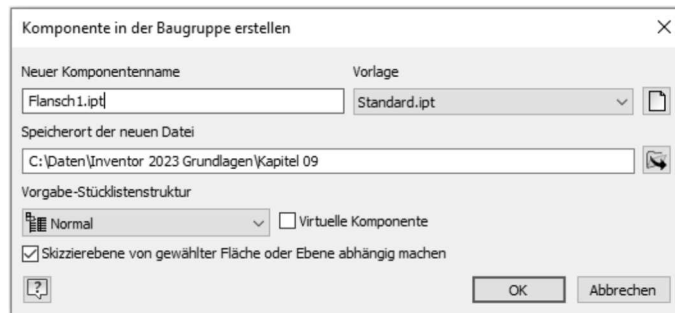 Komponente in der Baugruppe erstellen
Neuer Komponentenname Vorlage
Flansch1.ipt Standard.ipt
Speicherort der neuen Datei
C:\Daten\Inventor 2023 Grundlagen\Kapitel 09
Vorgabe-Stücklistenstruktur
Normal Virtuelle Komponente
Skizzierebene von gewählter Fläche oder Ebene abhängig machen
? OK Abbrechen